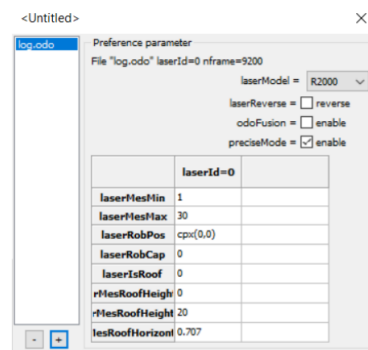 <Untitled>
log.odo
Preference parameter
File "log.odo" laserId=0 nframe=9200
laserModel = R2000
laserReverse = reverse
odoFusion = enable
preciseMode = enable
laserId=0
laserMesMin 1
laserMesMax 30
laserRobPos cpx(0,0)
laserRobCap 0
laserIsRoof 0
rMesRoofHeigh 0
rMesRoofHeight 20
lesRoofHorizont 0.707
- +